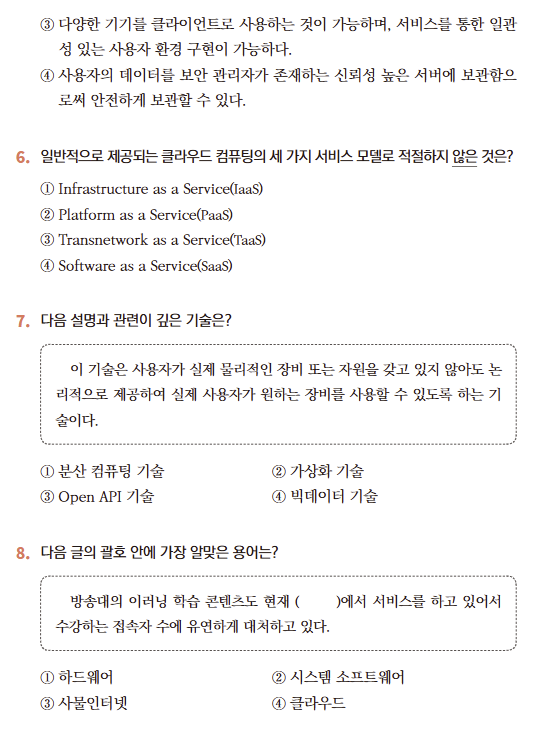 ③ 다양한 기기를 클라이언트로 사용하는 것이 가능하며, 서비스를 통한 일관
성 있는 사용자 환경 구현이 가능하다.
④ 사용자의 데이터를 보안 관리자가 존재하는 신뢰성 높은 서버에 보관함으
로써 안전하게 보관할 수 있다.
6. 일반적으로 제공되는 클라우드 컴퓨팅의 세 가지 서비스 모델로 적절하지 않은 것은?
① Infrastructure as a Service(IaaS)
② Platform as a Service(PaaS)
③ Transnetwork as a Service(TaaS)
④ Software as a Service(SaaS)
7. 다음 설명과 관련이 깊은 기술은?
이 기술은 사용자가 실제 물리적인 장비 또는 자원을 갖고 있지 않아도 논
리적으로 제공하여 실제 사용자가 원하는 장비를 사용할 수 있도록 하는 기
술이다.
① 분산 컴퓨팅 기술 ② 가상화 기술
③ Open API 기술 ④ 빅데이터 기술
8. 다음 글의 괄호 안에 가장 알맞은 용어는?
방송대의 이러닝 학습 콘텐츠도 현재 (     )에서 서비스를 하고 있어서
수강하는 접속자 수에 유연하게 대처하고 있다.
① 하드웨어 ② 시스템 소프트웨어
③ 사물인터넷 ④ 클라우드